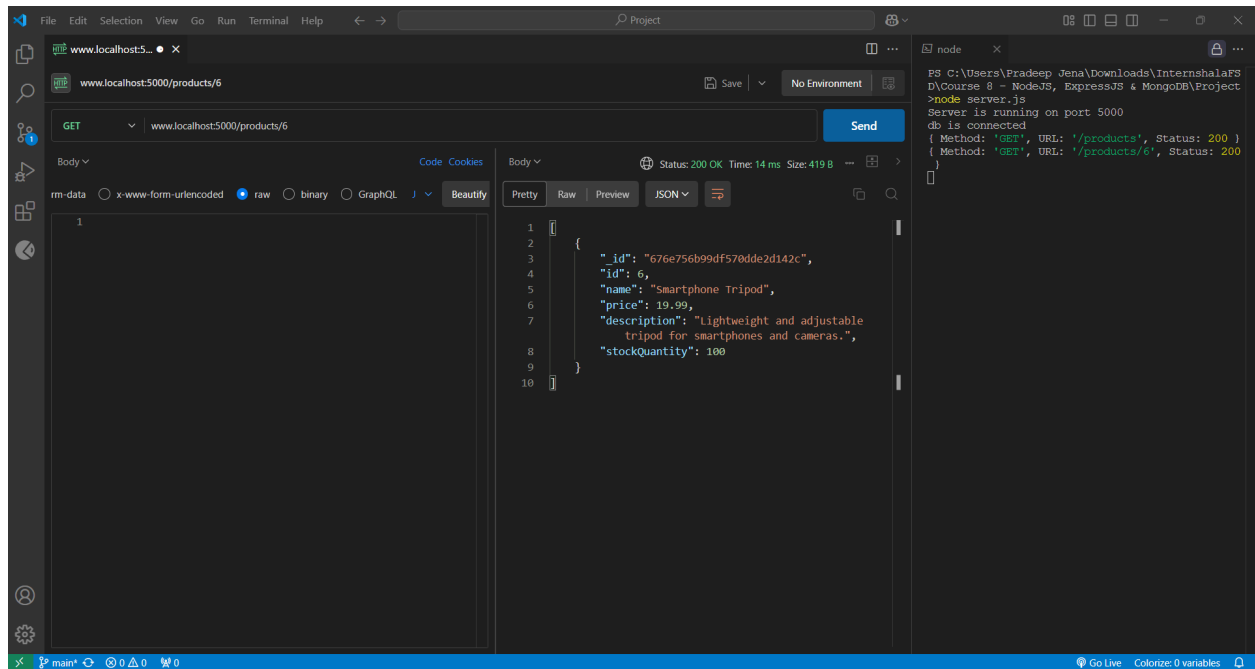 File Edit Selection View Go Run Terminal Help
Project
www.localhost:5...
HTTP www.localhost:5000/products/6
Save
No Environment
GET
www.localhost:5000/products/6
Send
Body
Code Cookies
rm-data x-www-form-urlencoded raw binary GraphQL J Beautify
1
Body
Status: 200 OK Time: 14 ms Size: 419 B
Pretty Raw Preview JSON
1 [
2 {
3 "_id": "676e756b99df570dde2d142c",
4 "id": 6,
5 "name": "Smartphone Tripod",
6 "price": 19.99,
7 "description": "Lightweight and adjustable
tripod for smartphones and cameras.",
8 "stockQuantity": 100
9 }
10 ]
node
PS C:\Users\Pradeep Jena\Downloads\InternshalaFS
D\Course 8 - NodeJS, ExpressJS & MongoDB\Project
>node server.js
Server is running on port 5000
db is connected
{ Method: 'GET', URL: '/products', Status: 200 }
{ Method: 'GET', URL: '/products/6', Status: 200
}
1
main* 0 0 0
Go Live Colorize: 0 variables